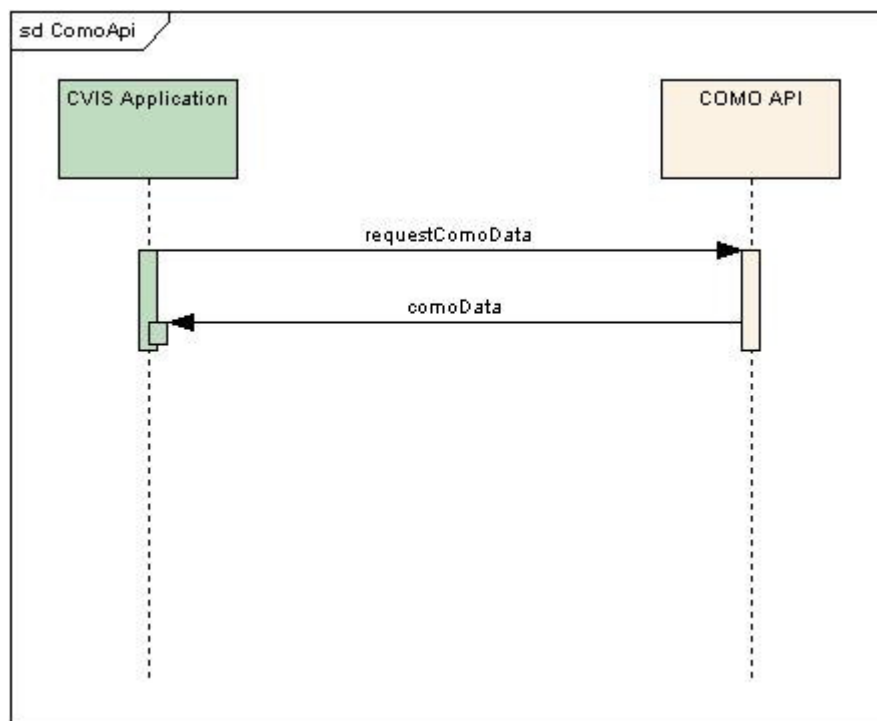 sd ComoApi
CVIS Application
COMO API
requestComoData
comoData